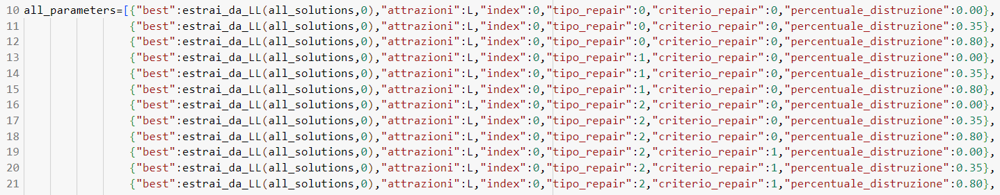 10 all_parameters=[{"best":estrai_da_LL(all_solutions,0),"attrazioni":L,"index":0,"tipo_repair":0,"criterio_repair":0,"percentuale_distruzione":0.00},
11 {"best":estrai_da_LL(all_solutions,0),"attrazioni":L,"index":0,"tipo_repair":0,"criterio_repair":0,"percentuale_distruzione":0.35},
12 {"best":estrai_da_LL(all_solutions,0),"attrazioni":L,"index":0,"tipo_repair":0,"criterio_repair":0,"percentuale_distruzione":0.80},
13 {"best":estrai_da_LL(all_solutions,0),"attrazioni":L,"index":0,"tipo_repair":1,"criterio_repair":0,"percentuale_distruzione":0.00},
14 {"best":estrai_da_LL(all_solutions,0),"attrazioni":L,"index":0,"tipo_repair":1,"criterio_repair":0,"percentuale_distruzione":0.35},
15 {"best":estrai_da_LL(all_solutions,0),"attrazioni":L,"index":0,"tipo_repair":1,"criterio_repair":0,"percentuale_distruzione":0.80},
16 {"best":estrai_da_LL(all_solutions,0),"attrazioni":L,"index":0,"tipo_repair":2,"criterio_repair":0,"percentuale_distruzione":0.00},
17 {"best":estrai_da_LL(all_solutions,0),"attrazioni":L,"index":0,"tipo_repair":2,"criterio_repair":0,"percentuale_distruzione":0.35},
18 {"best":estrai_da_LL(all_solutions,0),"attrazioni":L,"index":0,"tipo_repair":2,"criterio_repair":0,"percentuale_distruzione":0.80},
19 {"best":estrai_da_LL(all_solutions,0),"attrazioni":L,"index":0,"tipo_repair":2,"criterio_repair":1,"percentuale_distruzione":0.00},
20 {"best":estrai_da_LL(all_solutions,0),"attrazioni":L,"index":0,"tipo_repair":2,"criterio_repair":1,"percentuale_distruzione":0.35},
21 {"best":estrai_da_LL(all_solutions,0),"attrazioni":L,"index":0,"tipo_repair":2,"criterio_repair":1,"percentuale_distruzione":0.80},